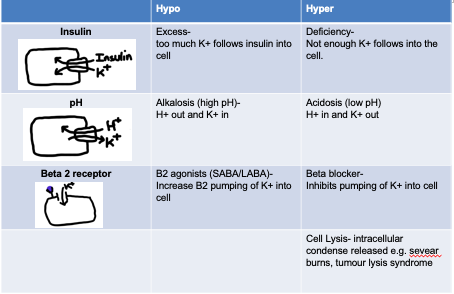 Hypo
Hyper
Insulin
Insulin
K+
Excess-
too much K+ follows insulin into
cell
Deficiency-
Not enough K+ follows into the
cell.
pH
H+
K+
Alkalosis (high pH)-
H+ out and K+ in
Acidosis (low pH)
H+ in and K+ out
Beta 2 receptor
K+
B2 agonists (SABA/LABA)-
Increase B2 pumping of K+ into
cell
Beta blocker-
Inhibits pumping of K+ into cell
Cell Lysis- intracellular
condense released e.g. sevear
burns, tumour lysis syndrome